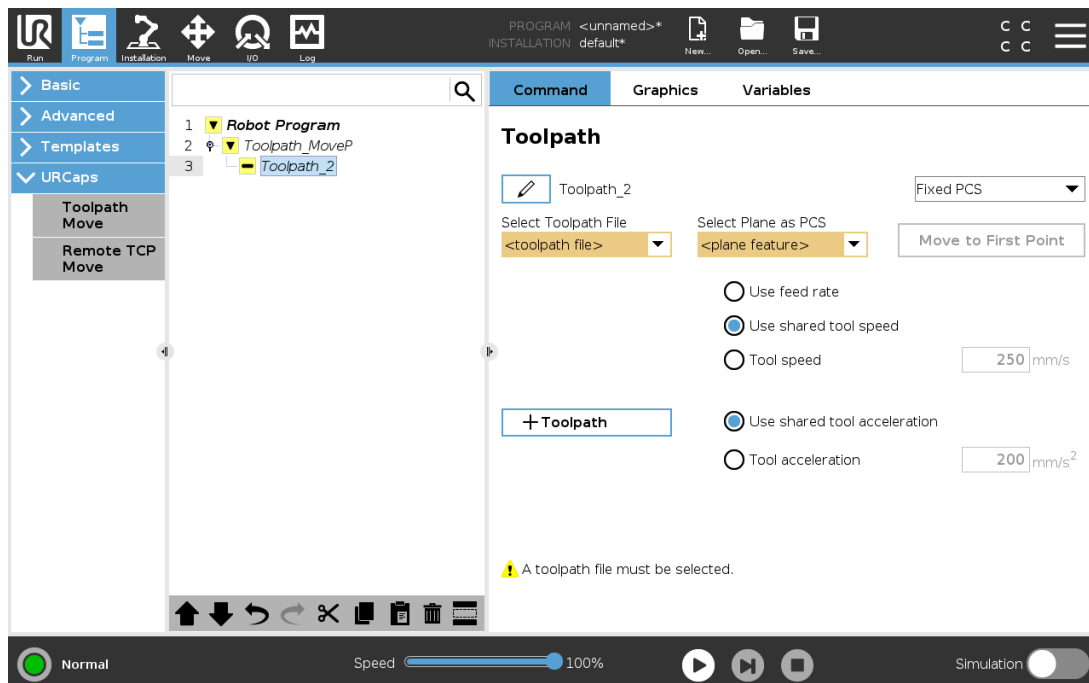 PROGRAM <unnamed>*
INSTALLATION default*
UR
Run
Program
Installation
Move
I/O
Log
New...
Open...
Save...
C C
C C
Basic
Advanced
Templates
URCaps
Toolpath
Move
Remote TCP
Move
1 Robot Program
2 Toolpath_MoveP
3 Toolpath_2
Command Graphics Variables
Toolpath
Toolpath_2
Fixed PCS
Select Toolpath File
<toolpath file>
Select Plane as PCS
<plane feature>
Move to First Point
Use feed rate
Use shared tool speed
Tool speed 250 mm/s
+Toolpath
Use shared tool acceleration
Tool acceleration 200 mm/s²
A toolpath file must be selected.
Normal
Speed 100%
Simulation